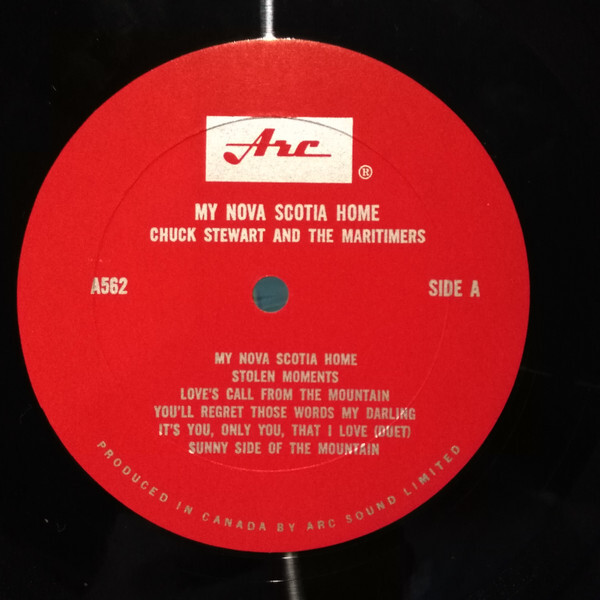 Arc ®
MY NOVA SCOTIA HOME
CHUCK STEWART AND THE MARITIMERS
A562
SIDE A
MY NOVA SCOTIA HOME
STOLEN MOMENTS
LOVE'S CALL FROM THE MOUNTAIN
YOU'LL REGRET THOSE WORDS MY DARLING
IT'S YOU, ONLY YOU, THAT I LOVE (DUET)
SUNNY SIDE OF THE MOUNTAIN
PRODUCED IN CANADA BY ARC SOUND LIMITED